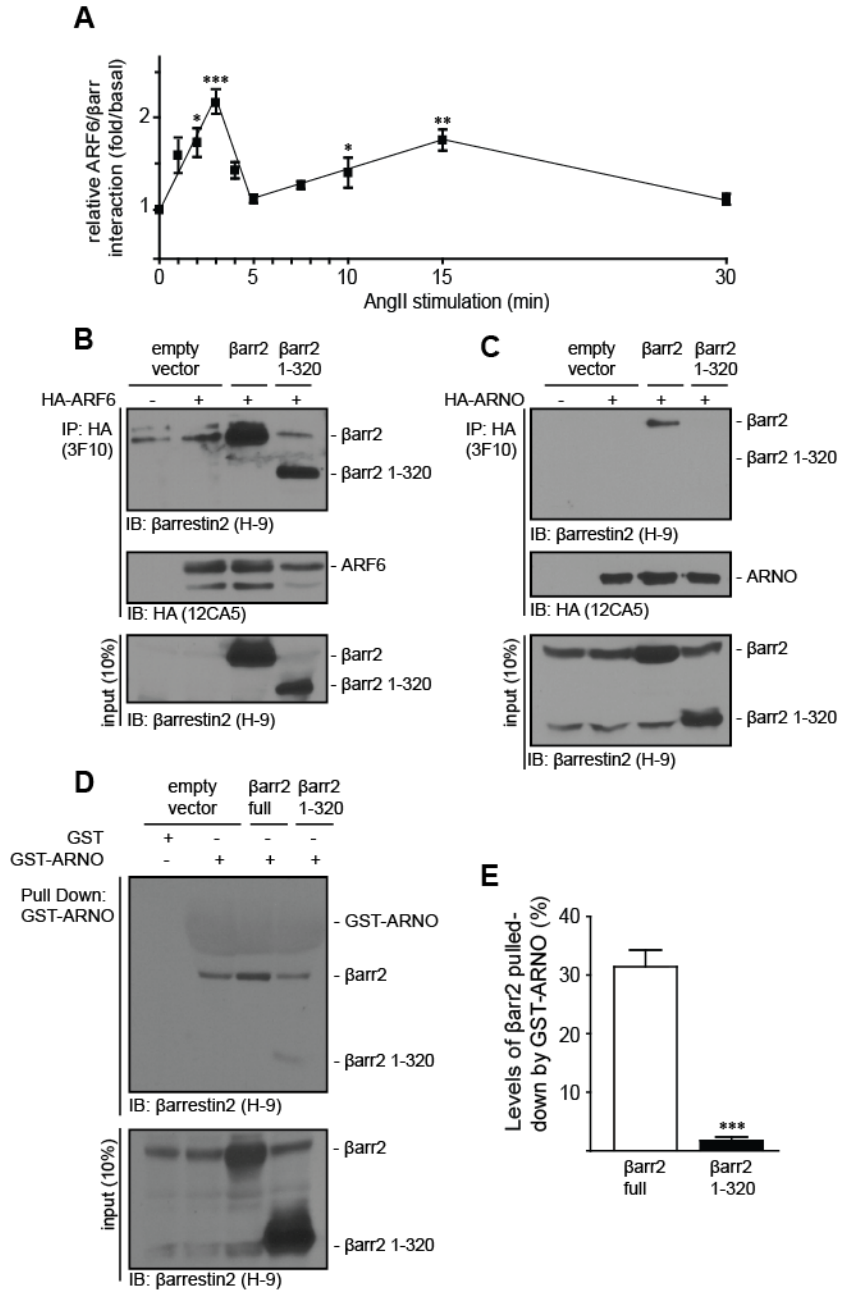 A
relative ARF6/βarr
interaction (fold/basal)
2
1
***
*
*
**
0
5
10
15
30
AngII stimulation (min)
B
empty
vector
βarr2
βarr2
1-320
HA-ARF6
- + + +
IP: HA
(3F10)
- βarr2
- βarr2 1-320
IB: βarrestin2 (H-9)
- ARF6
IB: HA (12CA5)
input (10%)
- βarr2
- βarr2 1-320
IB: βarrestin2 (H-9)
C
empty
vector
βarr2
βarr2
1-320
HA-ARNO
- + + +
IP: HA
(3F10)
- βarr2
- βarr2 1-320
IB: βarrestin2 (H-9)
- ARNO
IB: HA (12CA5)
input (10%)
- βarr2
- βarr2 1-320
IB: βarrestin2 (H-9)
D
empty
vector
βarr2
full
βarr2
1-320
GST + - - -
GST-ARNO - + + +
Pull Down:
GST-ARNO
- GST-ARNO
- βarr2
- βarr2 1-320
IB: βarrestin2 (H-9)
input (10%)
- βarr2
- βarr2 1-320
IB: βarrestin2 (H-9)
E
Levels of βarr2 pulled-
down by GST-ARNO (%)
40
30
20
10
***
βarr2
full
βarr2
1-320